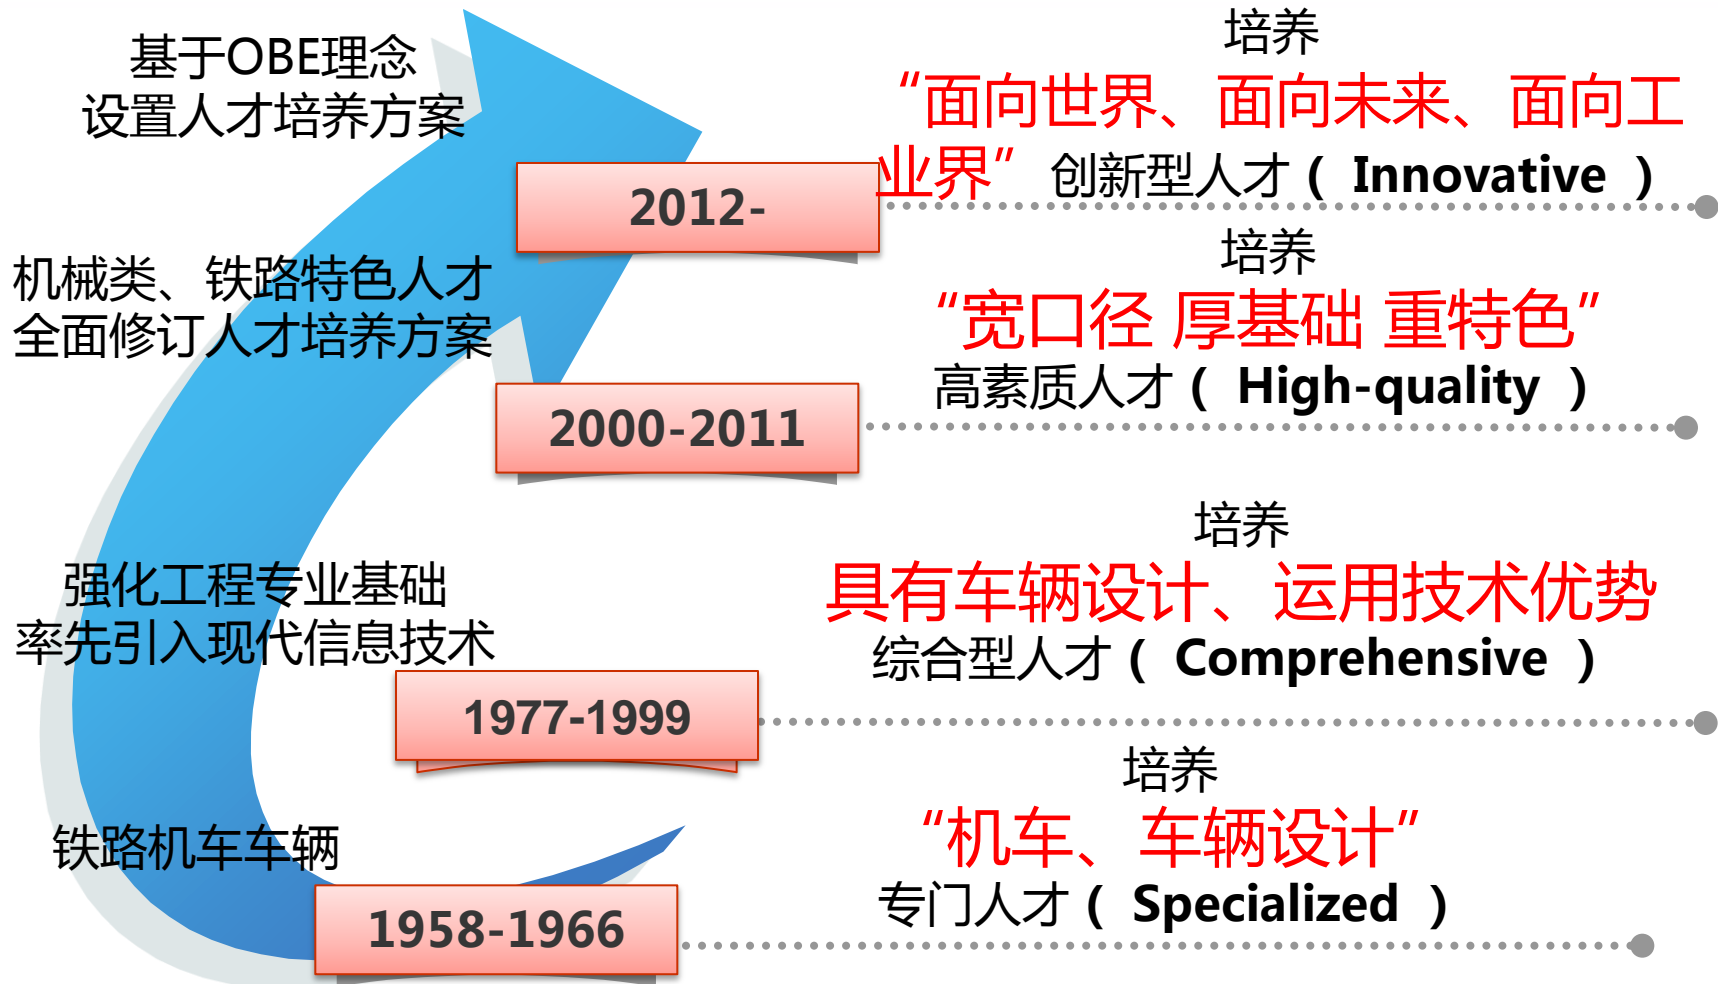 基于OBE理念
设置人才培养方案
2012-
培养
“面向世界、面向未来、面向工
业界”创新型人才（ Innovative ）
机械类、铁路特色人才
全面修订人才培养方案
2000-2011
培养
“宽口径 厚基础 重特色”
高素质人才（ High-quality ）
强化工程专业基础
率先引入现代信息技术
1977-1999
培养
具有车辆设计、运用技术优势
综合型人才（ Comprehensive ）
铁路机车车辆
1958-1966
培养
“机车、车辆设计”
专门人才（ Specialized ）